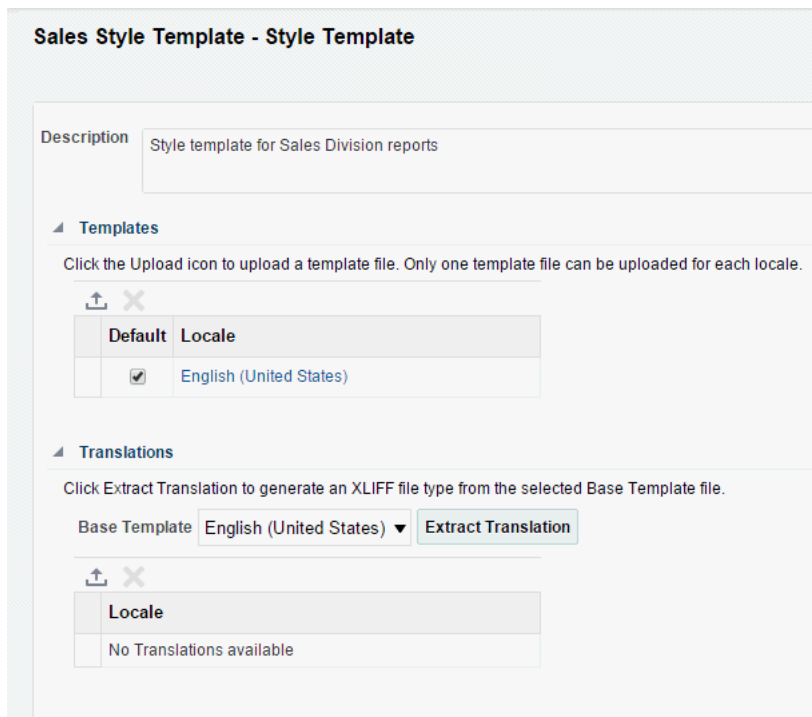 Sales Style Template - Style Template
Description
Style template for Sales Division reports
Templates
Click the Upload icon to upload a template file. Only one template file can be uploaded for each locale.
Default Locale
English (United States)
Translations
Click Extract Translation to generate an XLIFF file type from the selected Base Template file.
Base Template English (United States) Extract Translation
Locale
No Translations available